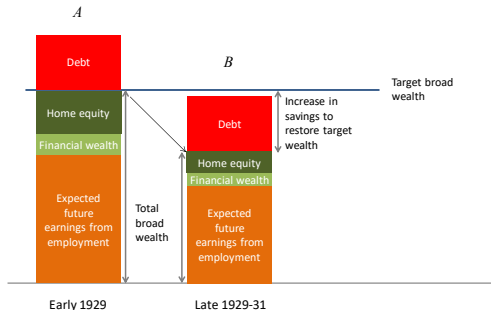 A
B
Debt
Target broad
wealth
Home equity
Increase in
savings to
restore target
wealth
Debt
Financial wealth
Home equity
Financial wealth
Expected
future
earnings from
employment
Total
broad
wealth
Expected
future
earnings from
employment
Early 1929
Late 1929-31